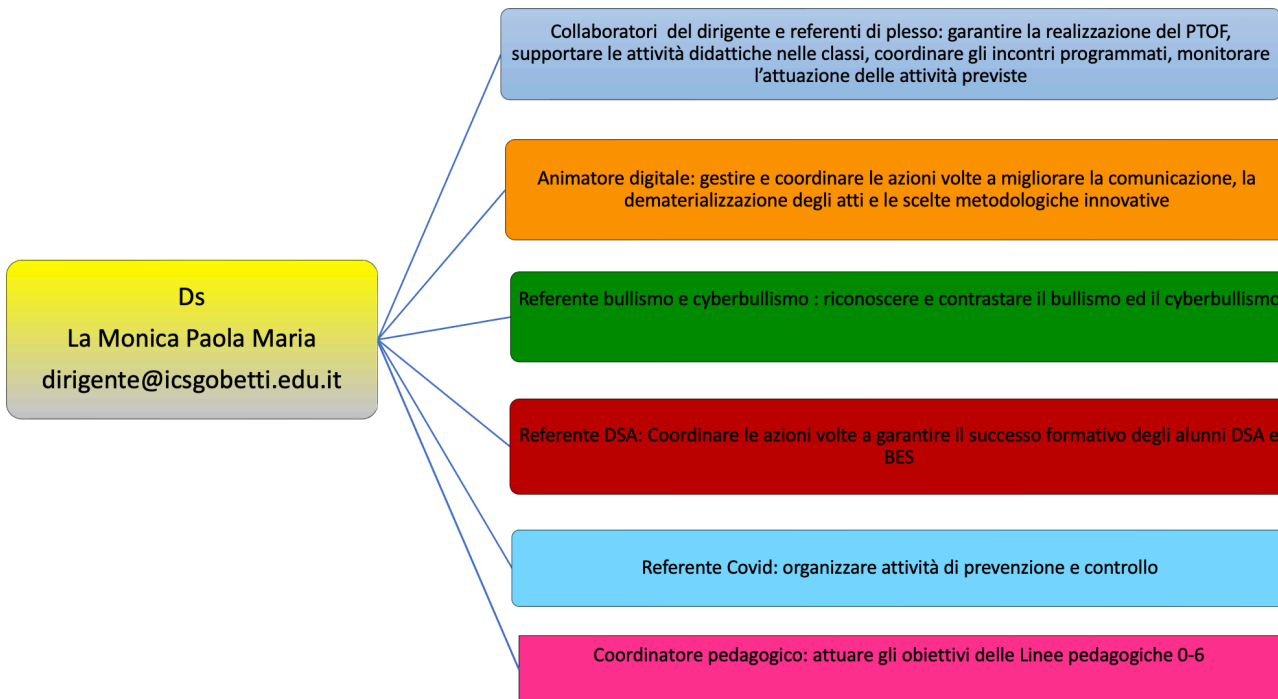 Collaboratori  del dirigente e referenti di plesso: garantire la realizzazione del PTOF,
supportare le attività didattiche nelle classi, coordinare gli incontri programmati, monitorare
l'attuazione delle attività previste
Animatore digitale: gestire e coordinare le azioni volte a migliorare la comunicazione, la
dematerializzazione degli atti e le scelte metodologiche innovative
Ds
La Monica Paola Maria
dirigente@icsgobetti.edu.it
Referente bullismo e cyberbullismo : riconoscere e contrastare il bullismo ed il cyberbullismo
Referente DSA: Coordinare le azioni volte a garantire il successo formativo degli alunni DSA e
BES
Referente Covid: organizzare attività di prevenzione e controllo
Coordinatore pedagogico: attuare gli obiettivi delle Linee pedagogiche 0-6